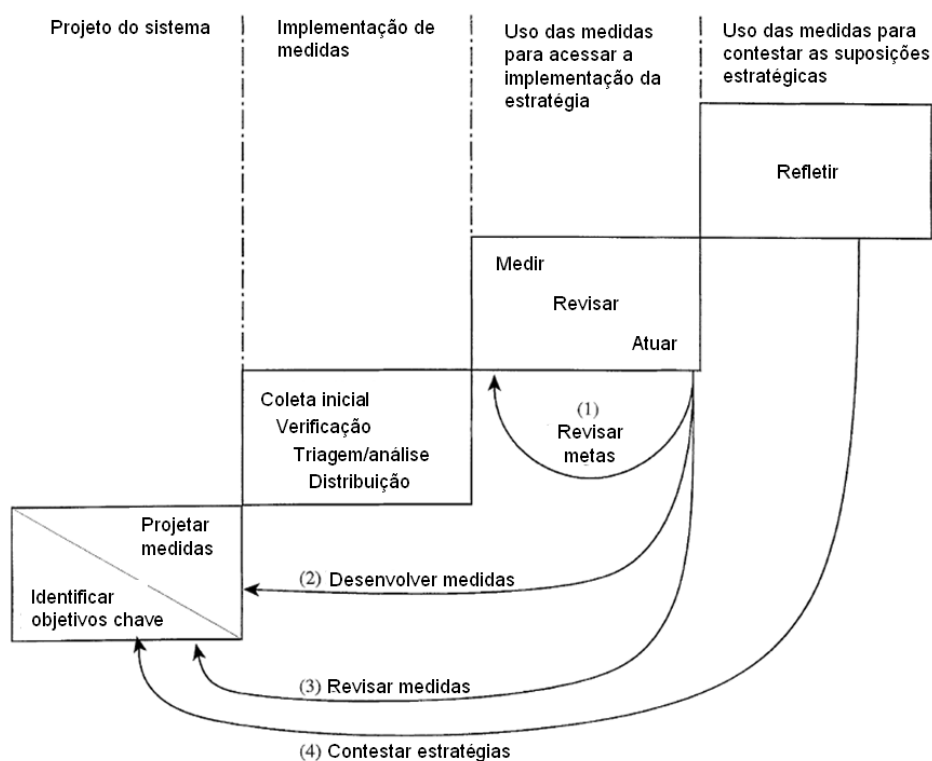 Projeto do sistema
Implementação de
medidas
Uso das medidas
para acessar a
implementação da
estratégia
Uso das medidas para
contestar as suposições
estratégicas
Refletir
Medir
Revisar
Atuar
Coleta inicial
Verificação
Triagem/análise
Distribuição
(1)
Revisar
metas
Projetar
medidas
Identificar
objetivos chave
(2) Desenvolver medidas
(3) Revisar medidas
(4) Contestar estratégias